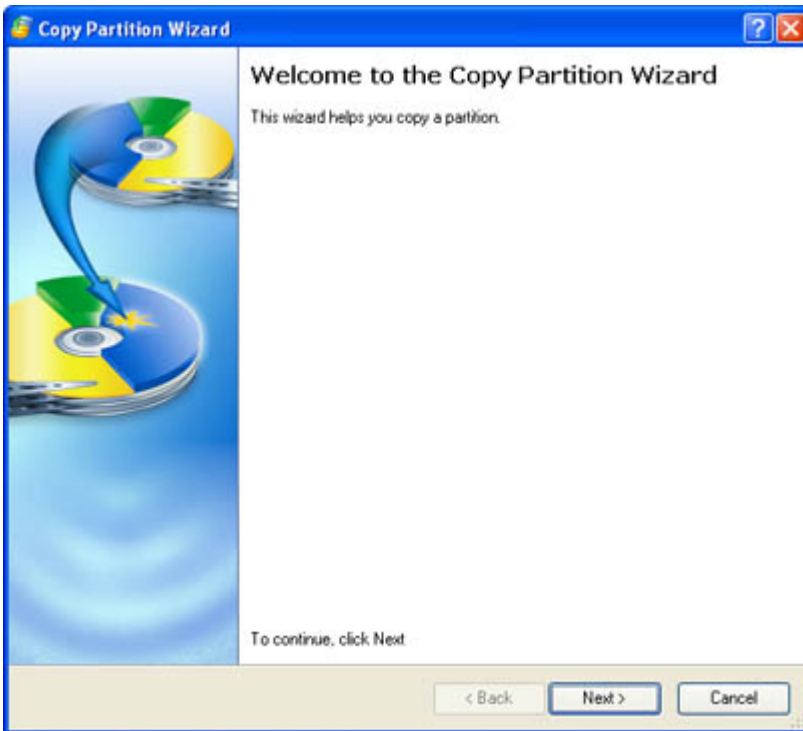 Copy Partition Wizard
Welcome to the Copy Partition Wizard
This wizard helps you copy a partition.
To continue, click Next
< Back Next > Cancel